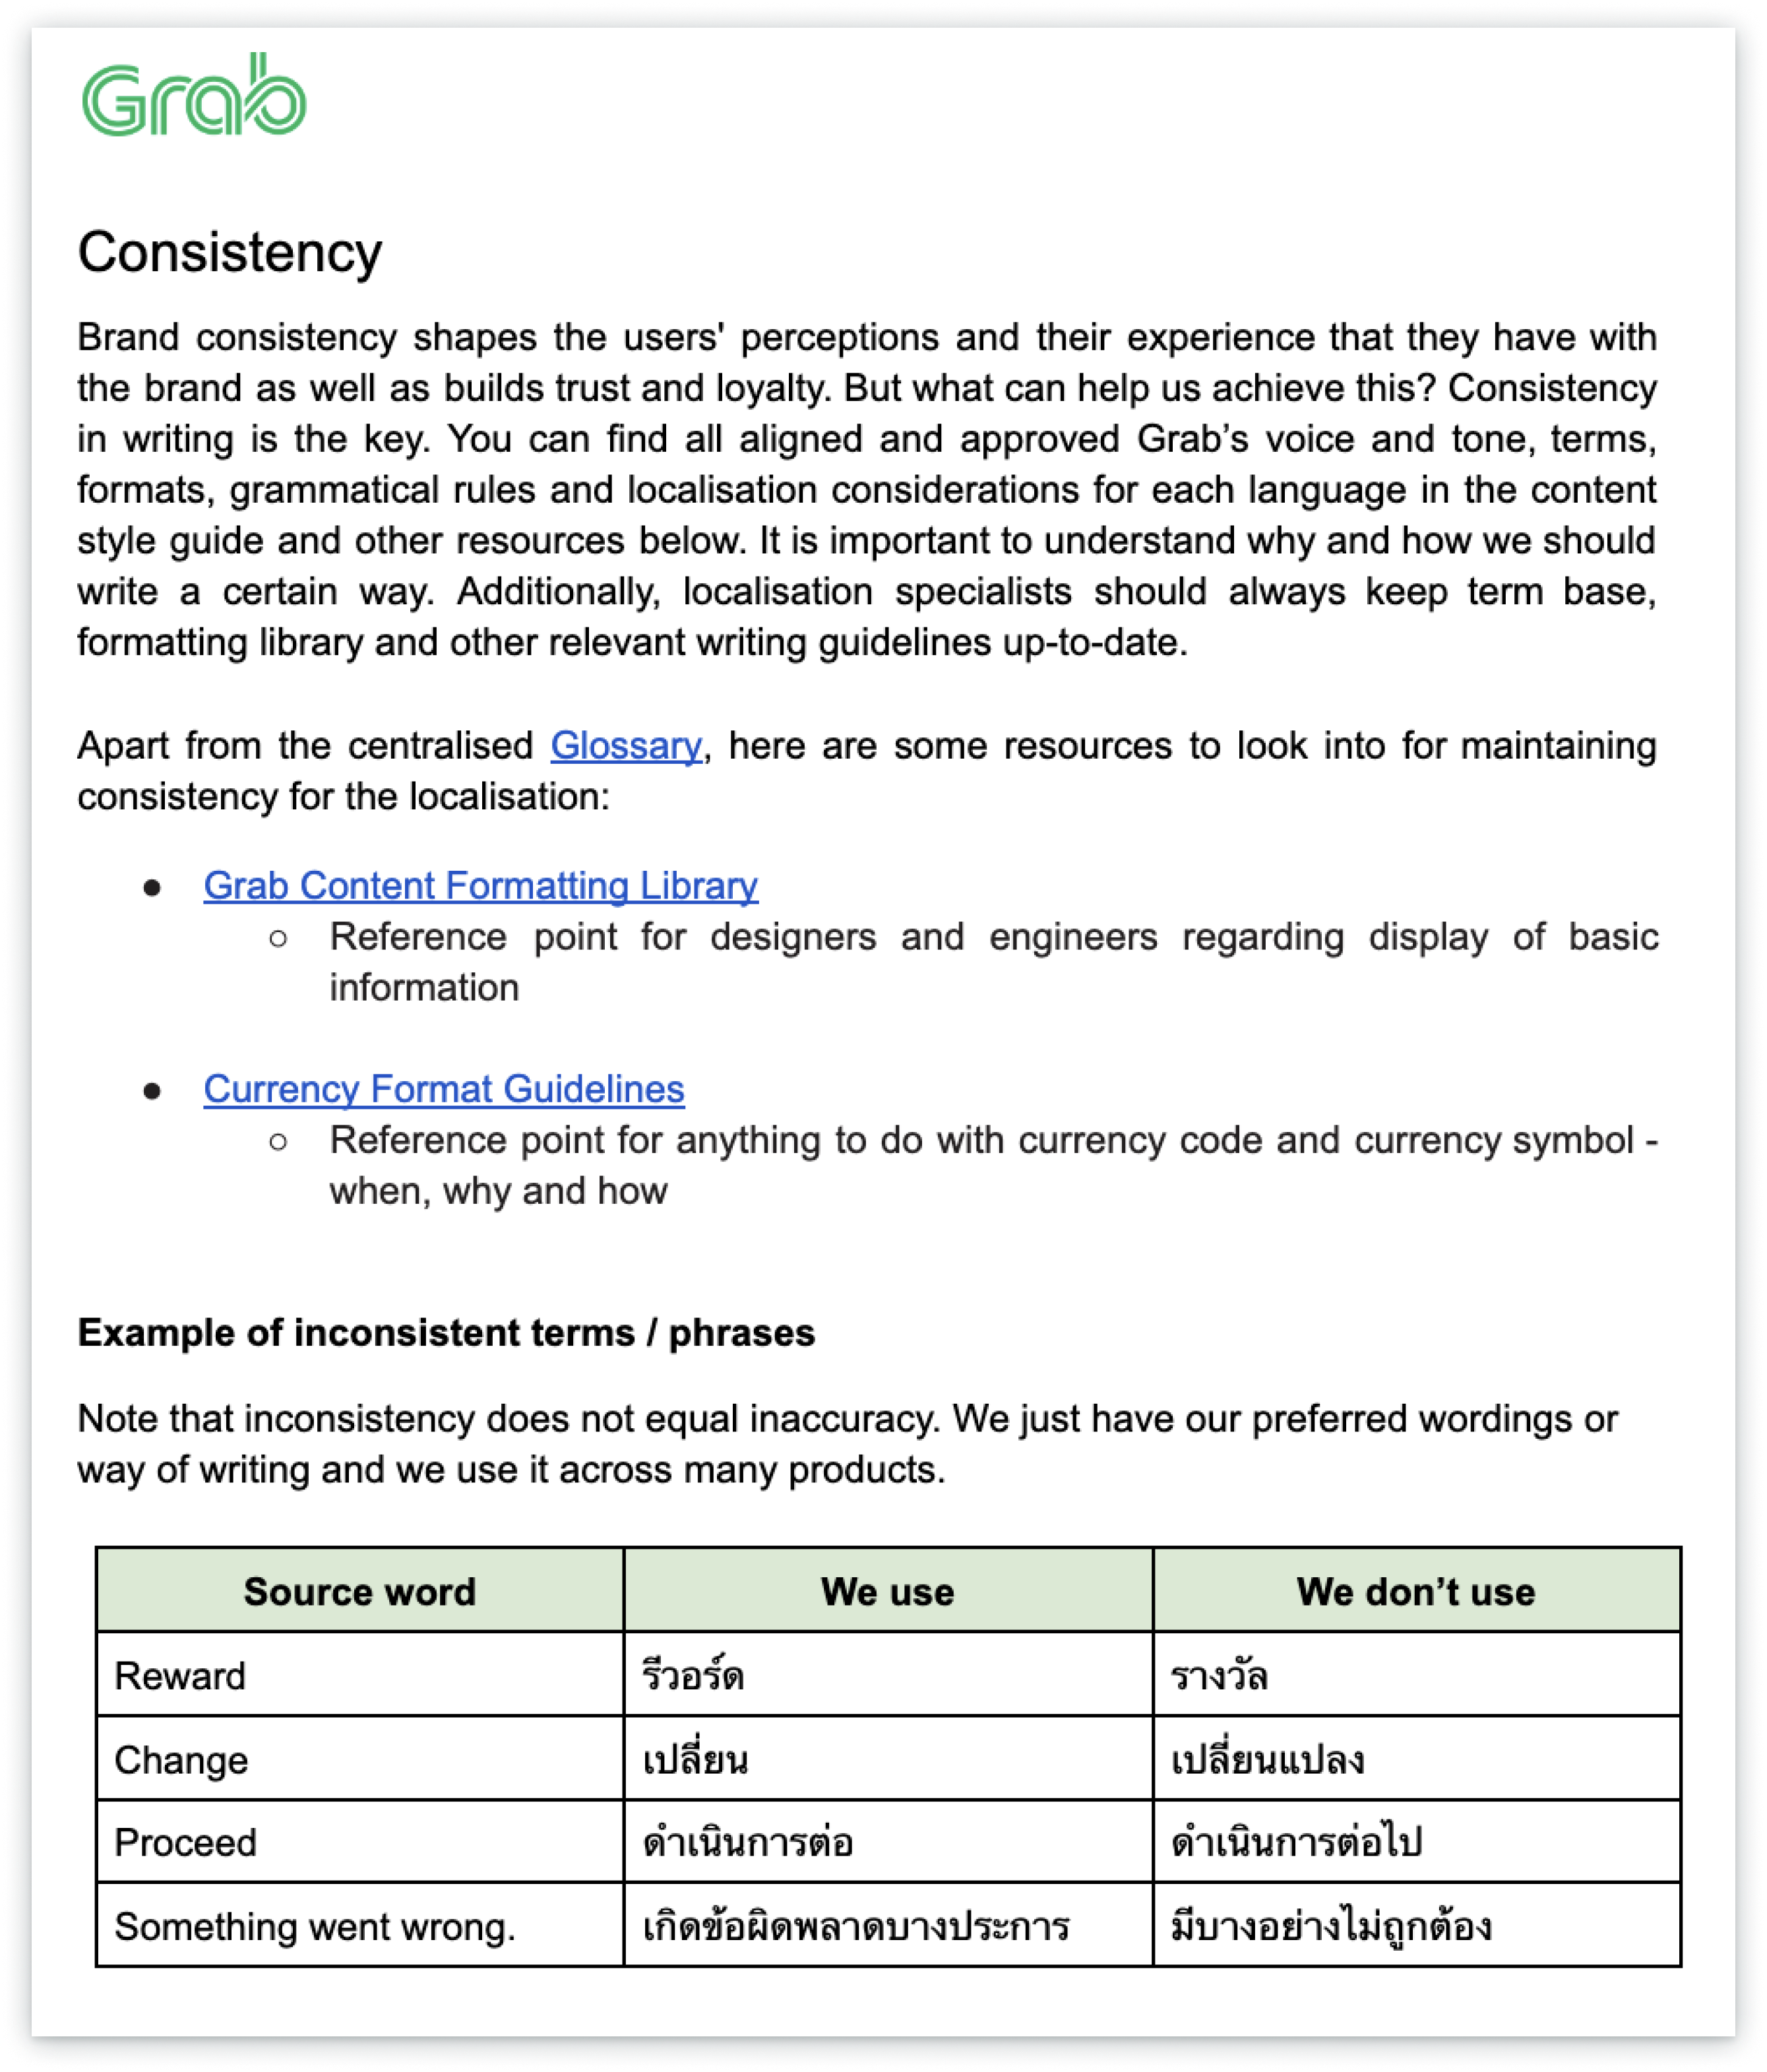 Grab
Consistency
Brand consistency shapes the users' perceptions and their experience that they have with
the brand as well as builds trust and loyalty. But what can help us achieve this? Consistency
in writing is the key. You can find all aligned and approved Grab’s voice and tone, terms,
formats, grammatical rules and localisation considerations for each language in the content
style guide and other resources below. It is important to understand why and how we should
write a certain way. Additionally, localisation specialists should always keep term base,
formatting library and other relevant writing guidelines up-to-date.
Apart from the centralised Glossary, here are some resources to look into for maintaining
consistency for the localisation:
● Grab Content Formatting Library
○ Reference point for designers and engineers regarding display of basic
information
● Currency Format Guidelines
○ Reference point for anything to do with currency code and currency symbol -
when, why and how
Example of inconsistent terms / phrases
Note that inconsistency does not equal inaccuracy. We just have our preferred wordings or
way of writing and we use it across many products.
Source word We use We don’t use
Reward รีวอร์ด รางวัล
Change เปลี่ยน เปลี่ยนแปลง
Proceed ดำเนินการต่อ ดำเนินการต่อไป
Something went wrong. เกิดข้อผิดพลาดบางประการ มีบางอย่างไม่ถูกต้อง